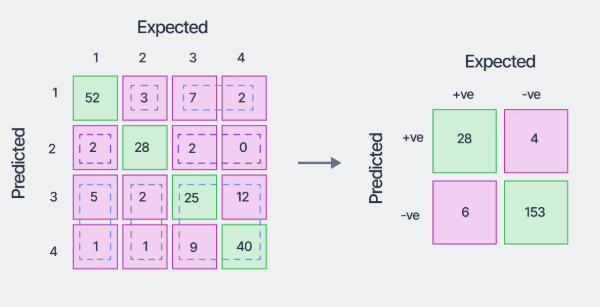 Expected
1 2 3 4
Predicted
1 52 3 7 2
2 2 28 2 0
3 5 2 25 12
4 1 1 9 40
Expected
+ve -ve
Predicted
+ve 28 4
-ve 6 153